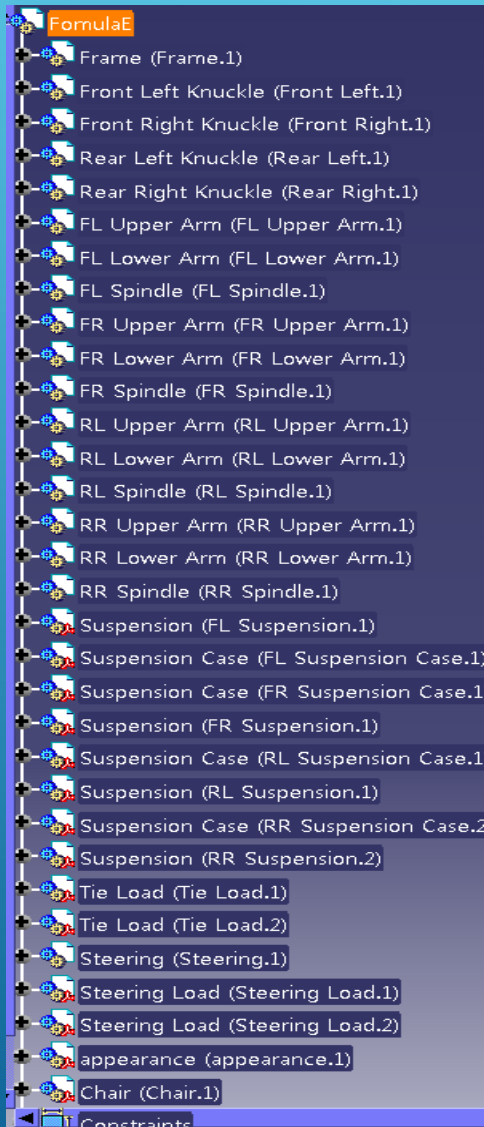 FormulaE
Frame (Frame.1)
Front Left Knuckle (Front Left.1)
Front Right Knuckle (Front Right.1)
Rear Left Knuckle (Rear Left.1)
Rear Right Knuckle (Rear Right.1)
FL Upper Arm (FL Upper Arm.1)
FL Lower Arm (FL Lower Arm.1)
FL Spindle (FL Spindle.1)
FR Upper Arm (FR Upper Arm.1)
FR Lower Arm (FR Lower Arm.1)
FR Spindle (FR Spindle.1)
RL Upper Arm (RL Upper Arm.1)
RL Lower Arm (RL Lower Arm.1)
RL Spindle (RL Spindle.1)
RR Upper Arm (RR Upper Arm.1)
RR Lower Arm (RR Lower Arm.1)
RR Spindle (RR Spindle.1)
Suspension (FL Suspension.1)
Suspension Case (FL Suspension Case.1)
Suspension Case (FR Suspension Case.1
Suspension (FR Suspension.1)
Suspension Case (RL Suspension Case.1
Suspension (RL Suspension.1)
Suspension Case (RR Suspension Case.2
Suspension (RR Suspension.2)
Tie Load (Tie Load.1)
Tie Load (Tie Load.2)
Steering (Steering.1)
Steering Load (Steering Load.1)
Steering Load (Steering Load.2)
appearance (appearance.1)
Chair (Chair.1)
Constraints